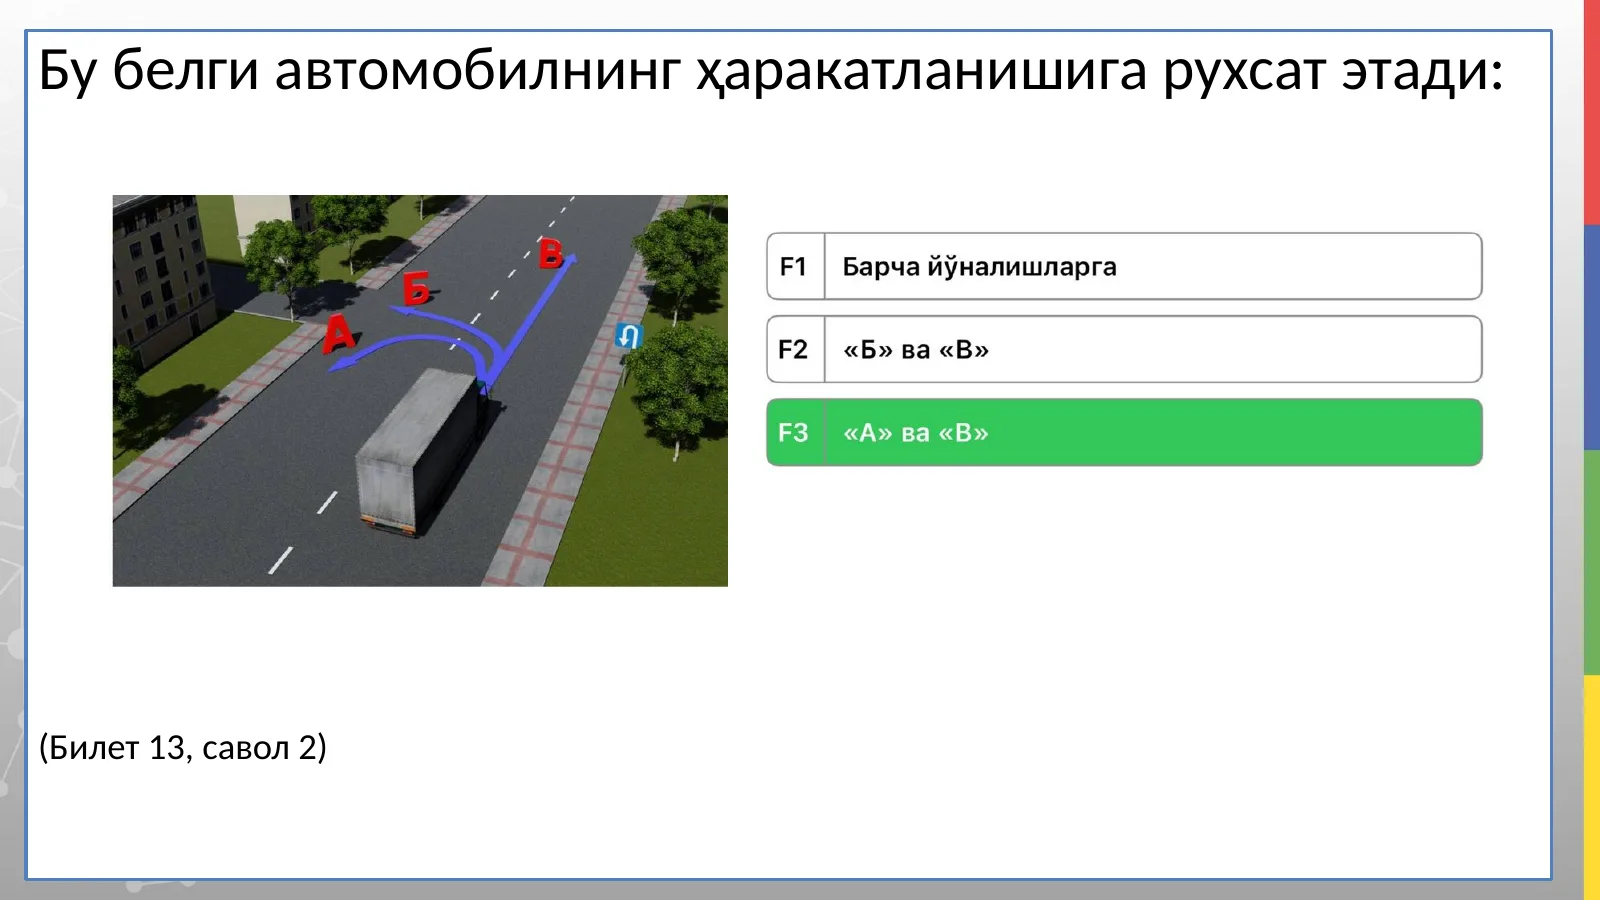 Бу белги автомобилнинг ҳаракатланишига рухсат этади:
А
Б
В
F1 Барча йўналишларга
F2 «Б» ва «В»
F3 «А» ва «В»
(Билет 13, савол 2)